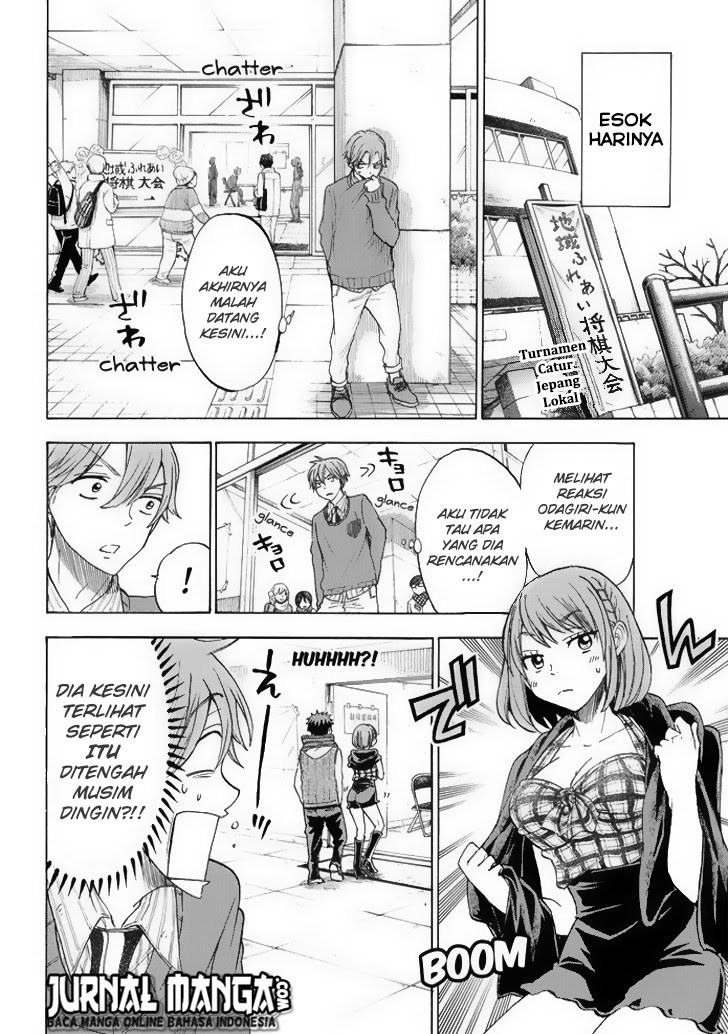 ESOK
HARINYA
地域ふれあい将棋大会
Turnamen
Catur
Jepang
Lokal
chatter
ざわ
地域ふれあい
将棋大会
AKU
AKHIRNYA
MALAH
DATANG
KESINI...!
ざわ
chatter
MELIHAT
REAKSI
ODAGIRI-KUN
KEMARIN...
AKU TIDAK
TAU APA
YANG DIA
RENCANAKAN
...!
キョロ
glance
glance
キョロ
!
ずん
BOOM
HUHHHH?!
え
DIA KESINI
TERLIHAT
SEPERTI
ITU
DITENGAH
MUSIM
DINGIN?!!
JURNAL MANGA.COM
BACA MANGA ONLINE BAHASA INDONESIA